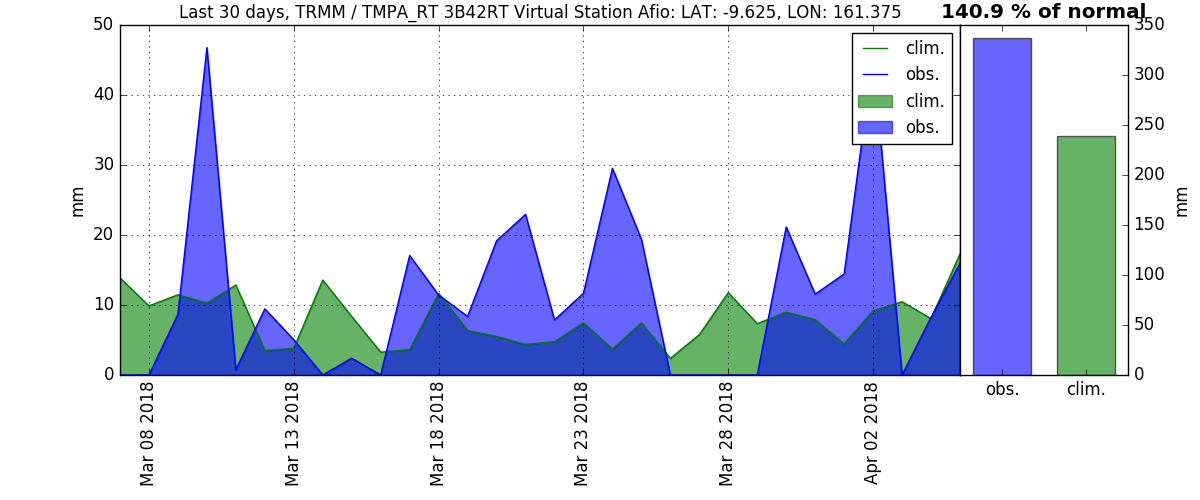 Last 30 days, TRMM / TMPA_RT 3B42RT Virtual Station Afio: LAT: -9.625, LON: 161.375
140.9 % of normal
50
40
30
20
10
0
mm
clim.
obs.
clim.
obs.
350
300
250
200
150
100
50
0
mm
Mar 08 2018
Mar 13 2018
Mar 18 2018
Mar 23 2018
Mar 28 2018
Apr 02 2018
obs.
clim.